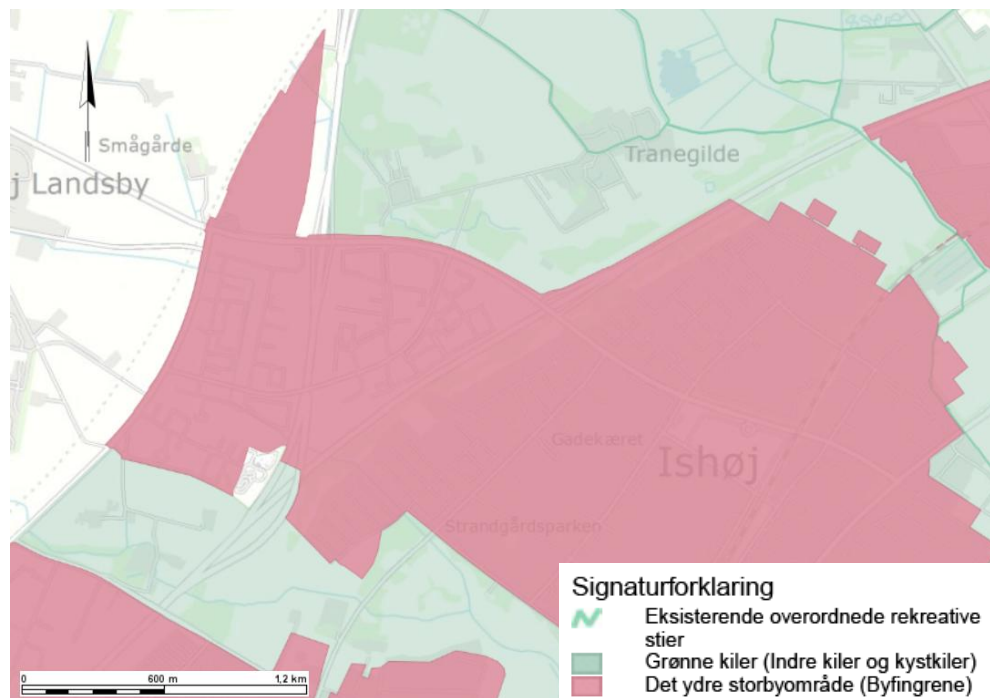 Smågårde
j Landsby
Tranegilde
Gadekæret
Ishøj
Strandgårdsparken
Signaturforklaring
Eksisterende overordnede rekreative
stier
Grønne kiler (Indre kiler og kystkiler)
Det ydre storbyområde (Byfingrene)
0 600 m 1,2 km